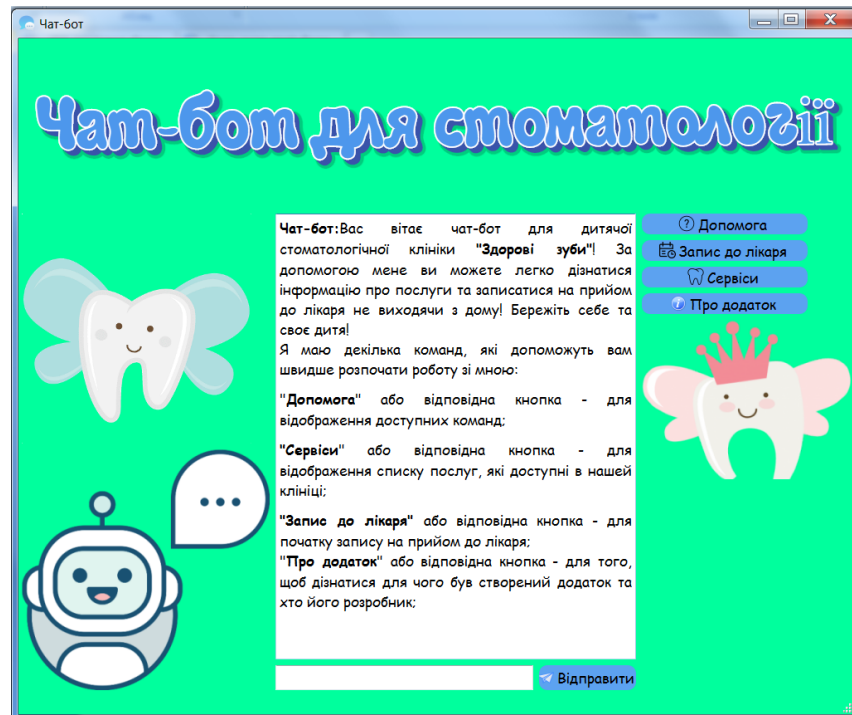 Чат-бот
Чат-бот для стоматології
Чат-бот:Вас вітає чат-бот для дитячої
стоматологічної клініки "Здорові зуби"! За
допомогою мене ви можете легко дізнатися
інформацію про послуги та записатися на прийом
до лікаря не виходячи з дому! Бережіть себе та
своє дитя!
Я маю декілька команд, які допоможуть вам
швидше розпочати роботу зі мною:
"Допомога" або відповідна кнопка - для
відображення доступних команд;
"Сервіси" або відповідна кнопка - для
відображення списку послуг, які доступні в нашей
клініці;
"Запис до лікаря" або відповідна кнопка - для
початку запису на прийом до лікаря;
"Про додаток" або відповідна кнопка - для того,
щоб дізнатися для чого був створений додаток та
хто його розробник;
Допомога
Запис до лікаря
Сервіси
Про додаток
Відправити